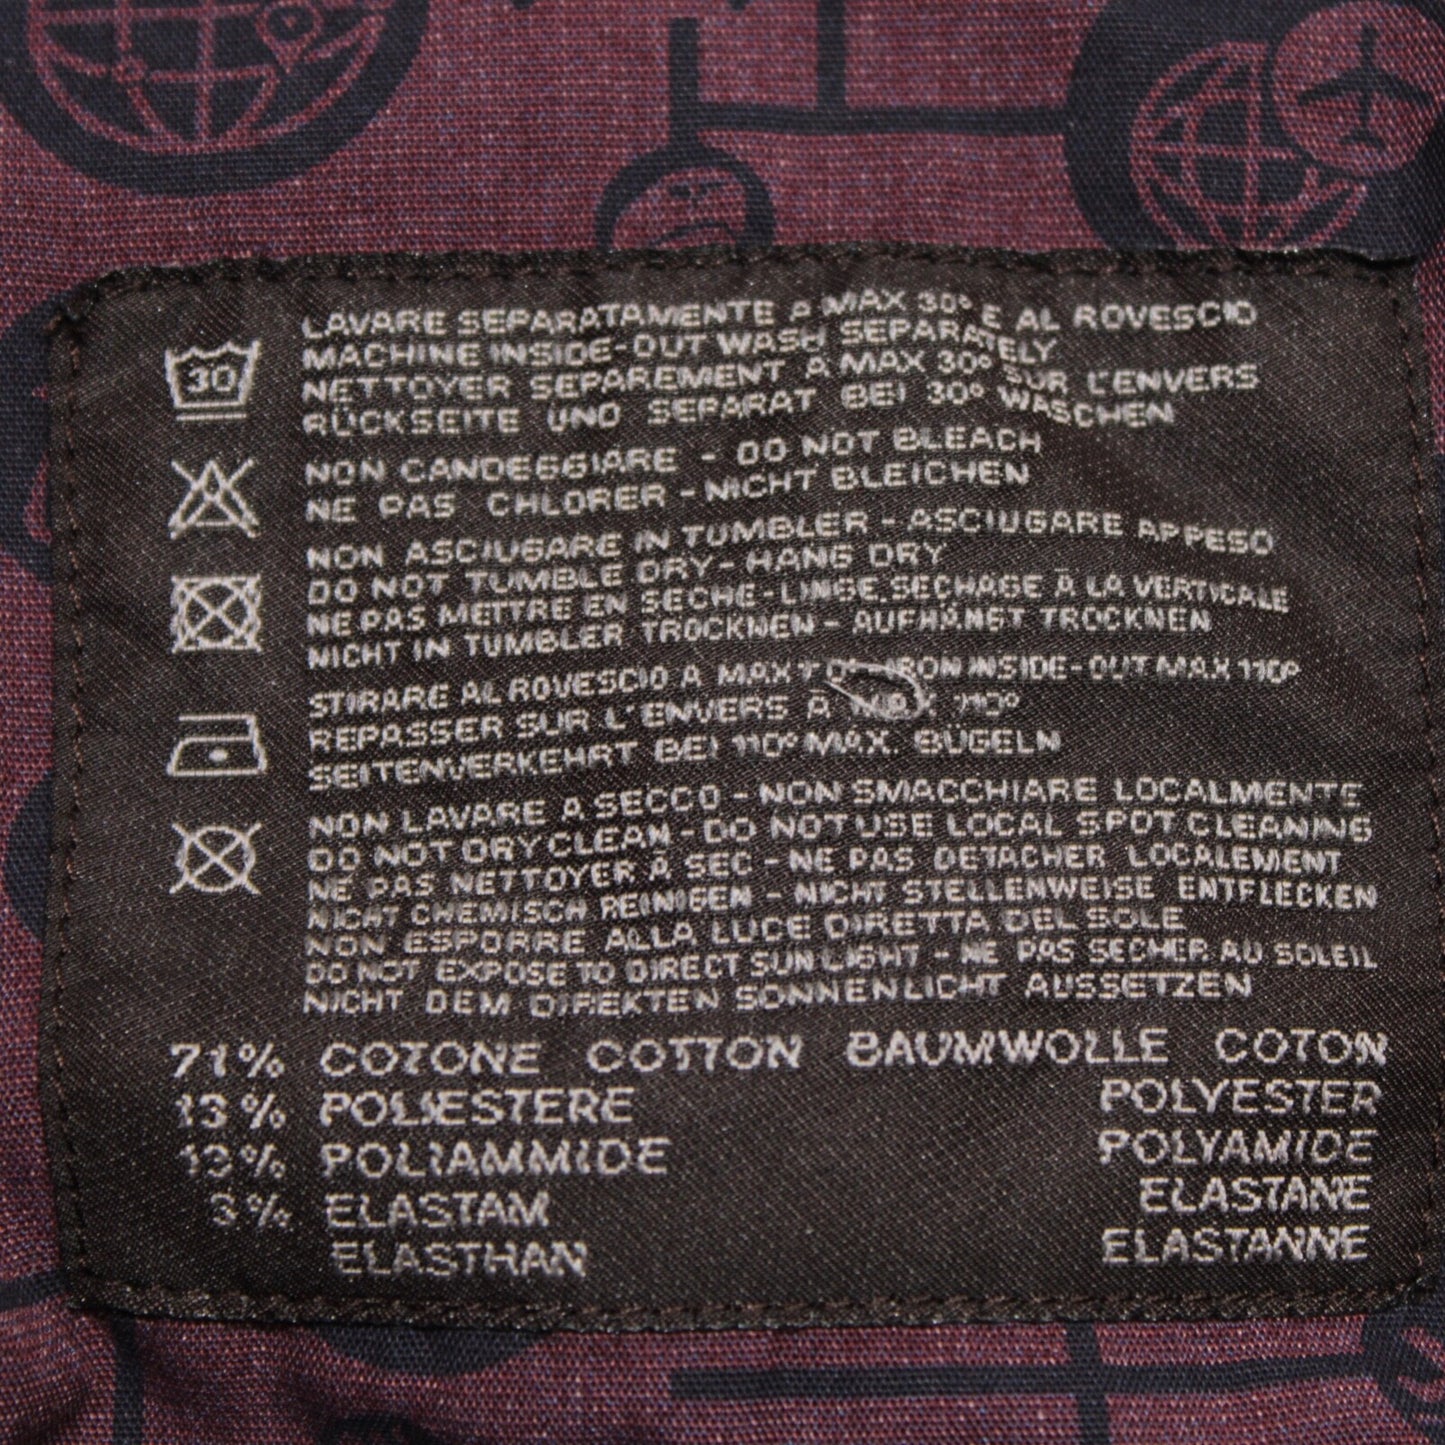 30
LAVARE SEPARATAMENTE A MAX 30° E AL ROVESCIO
MACHINE INSIDE-OUT WASH SEPARATELY
NETTOYER SEPAREMENT A MAX 30° SUR L'ENVERS
RÜCKSEITE UND SEPARAT BEI 30° WASCHEN
NON CANDEGGIARE - DO NOT BLEACH
NE PAS CHLORER - NICHT BLEICHEN
NON ASCIUGARE IN TUMBLER - ASCIUGARE APPESO
DO NOT TUMBLE DRY - HANG DRY
NE PAS METTRE EN SECHE-LINGE, SECHAGE À LA VERTICALE
NICHT IN TUMBLER TROCKNEN - AUFHÄNGT TROCKNEN
STIRARE AL ROVESCIO A MAX IRON INSIDE-OUT MAX 110°
REPASSER SUR L'ENVERS À 110°
SEITENVERKEHRT BEI 110° MAX. BÜGELN
NON LAVARE A SECCO - NON SMACCHIARE LOCALMENTE
DO NOT DRY CLEAN - DO NOT USE LOCAL SPOT CLEANING
NE PAS NETTOYER À SEC - NE PAS DETACHER LOCALEMENT
NICHT CHEMISCH REINIGEN - NICHT STELLENWEISE ENTFLECKEN
NON ESPORRE ALLA LUCE DIRETTA DEL SOLE
DO NOT EXPOSE TO DIRECT SUNLIGHT - NE PAS SECHER AU SOLEIL
NICHT DEM DIREKTEN SONNENLICHT AUSSETZEN
71% COTONE COTTON BAUMWOLLE COTON
13% POLIESTERE POLYESTER
13% POLIAMMIDE POLYAMIDE
3% ELASTAM ELASTANE
ELASTHAN ELASTANNE